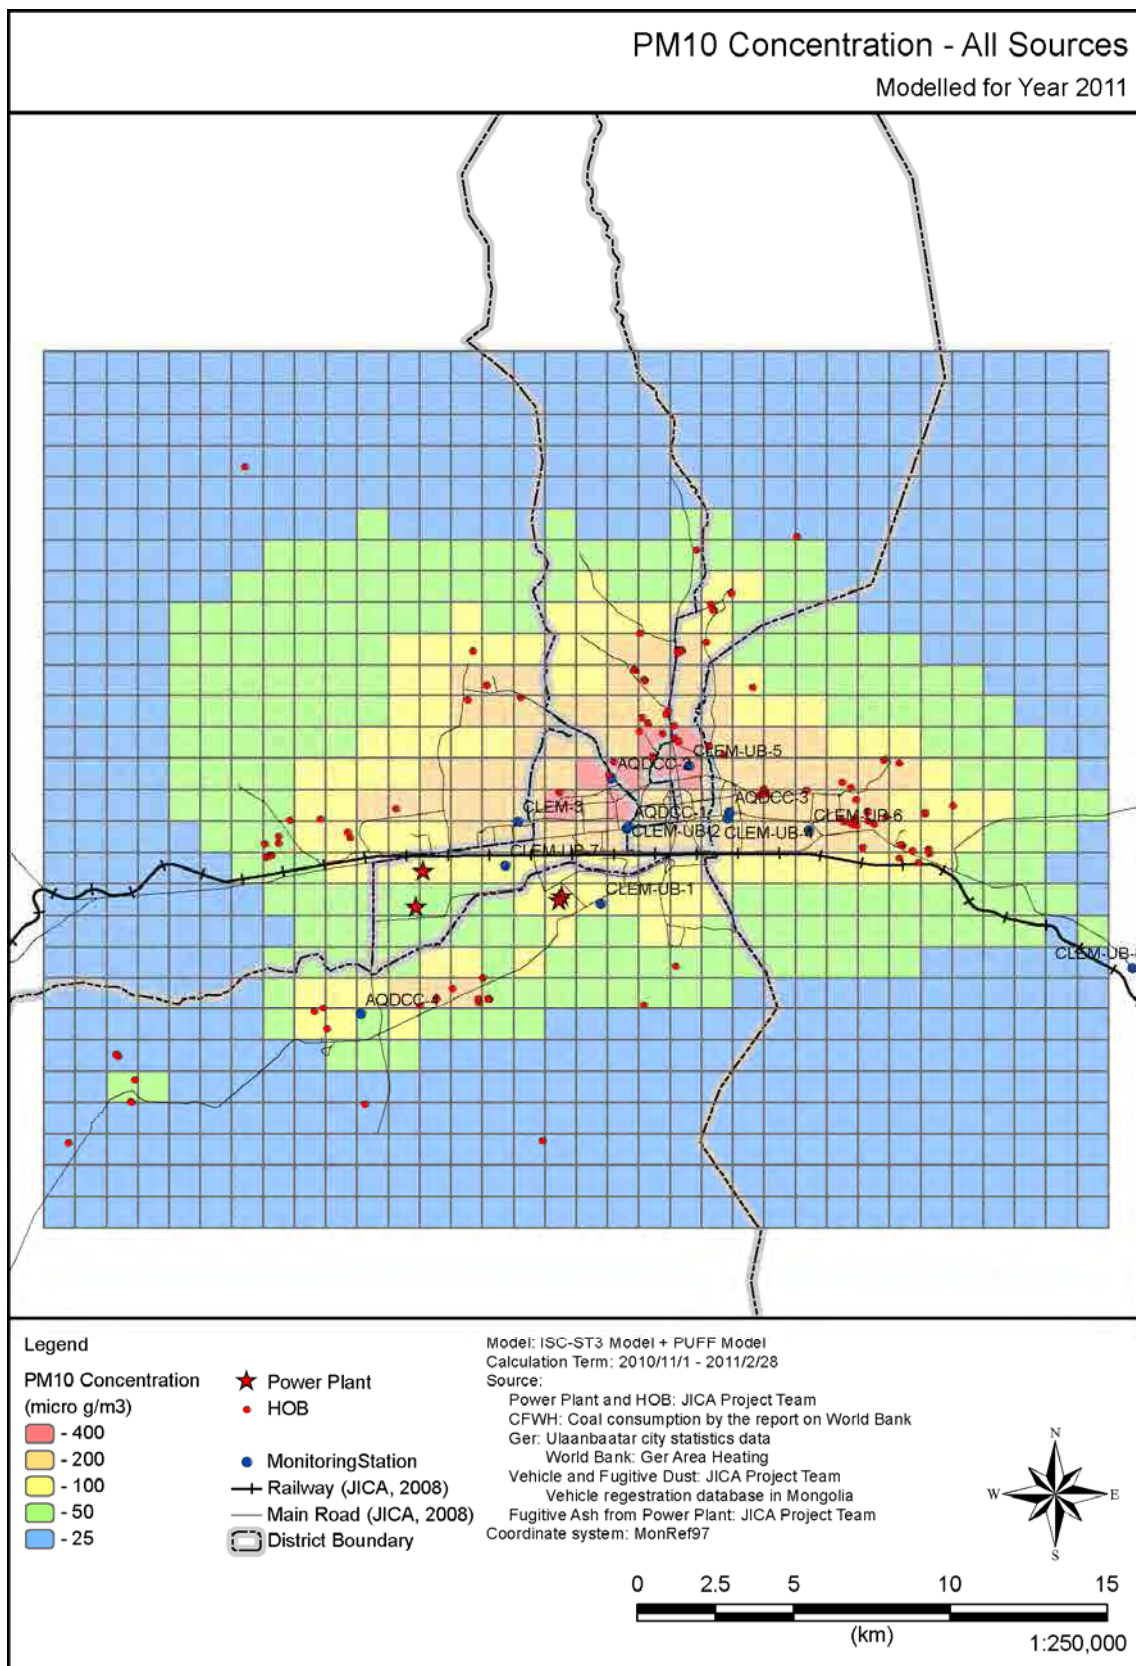 PM10 Concentration - All Sources
Modelled for Year 2011
CLEM-UB-5
AQDCC-2
AQDCC-3
CLEM-3
AQDCC-1
CLEM-UB-6
CLEM-UB-2
CLEM-UB-4
CLEM-UB-7
CLEM-UB-1
CLEM-UB-
AQDCC-4
Legend
PM10 Concentration
(micro g/m3)
- 400
- 200
- 100
- 50
- 25
Power Plant
HOB
MonitoringStation
Railway (JICA, 2008)
Main Road (JICA, 2008)
District Boundary
Model: ISC-ST3 Model + PUFF Model
Calculation Term: 2010/11/1 - 2011/2/28
Source:
Power Plant and HOB: JICA Project Team
CFWH: Coal consumption by the report on World Bank
Ger: Ulaanbaatar city statistics data
World Bank: Ger Area Heating
Vehicle and Fugitive Dust: JICA Project Team
Vehicle regestration database in Mongolia
Fugitive Ash from Power Plant: JICA Project Team
Coordinate system: MonRef97
N
W
E
S
0 2.5 5 10 15
(km)
1:250,000